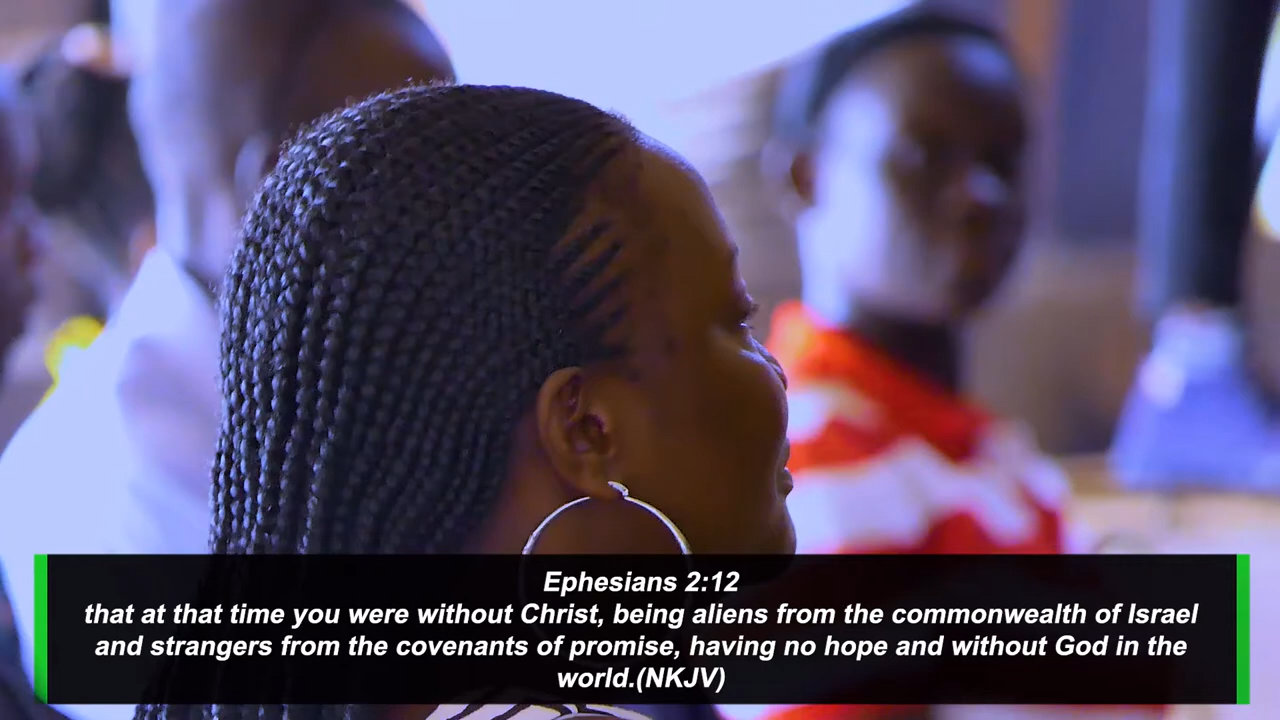 Ephesians 2:12
that at that time you were without Christ, being aliens from the commonwealth of Israel
and strangers from the covenants of promise, having no hope and without God in the
world.(NKJV)